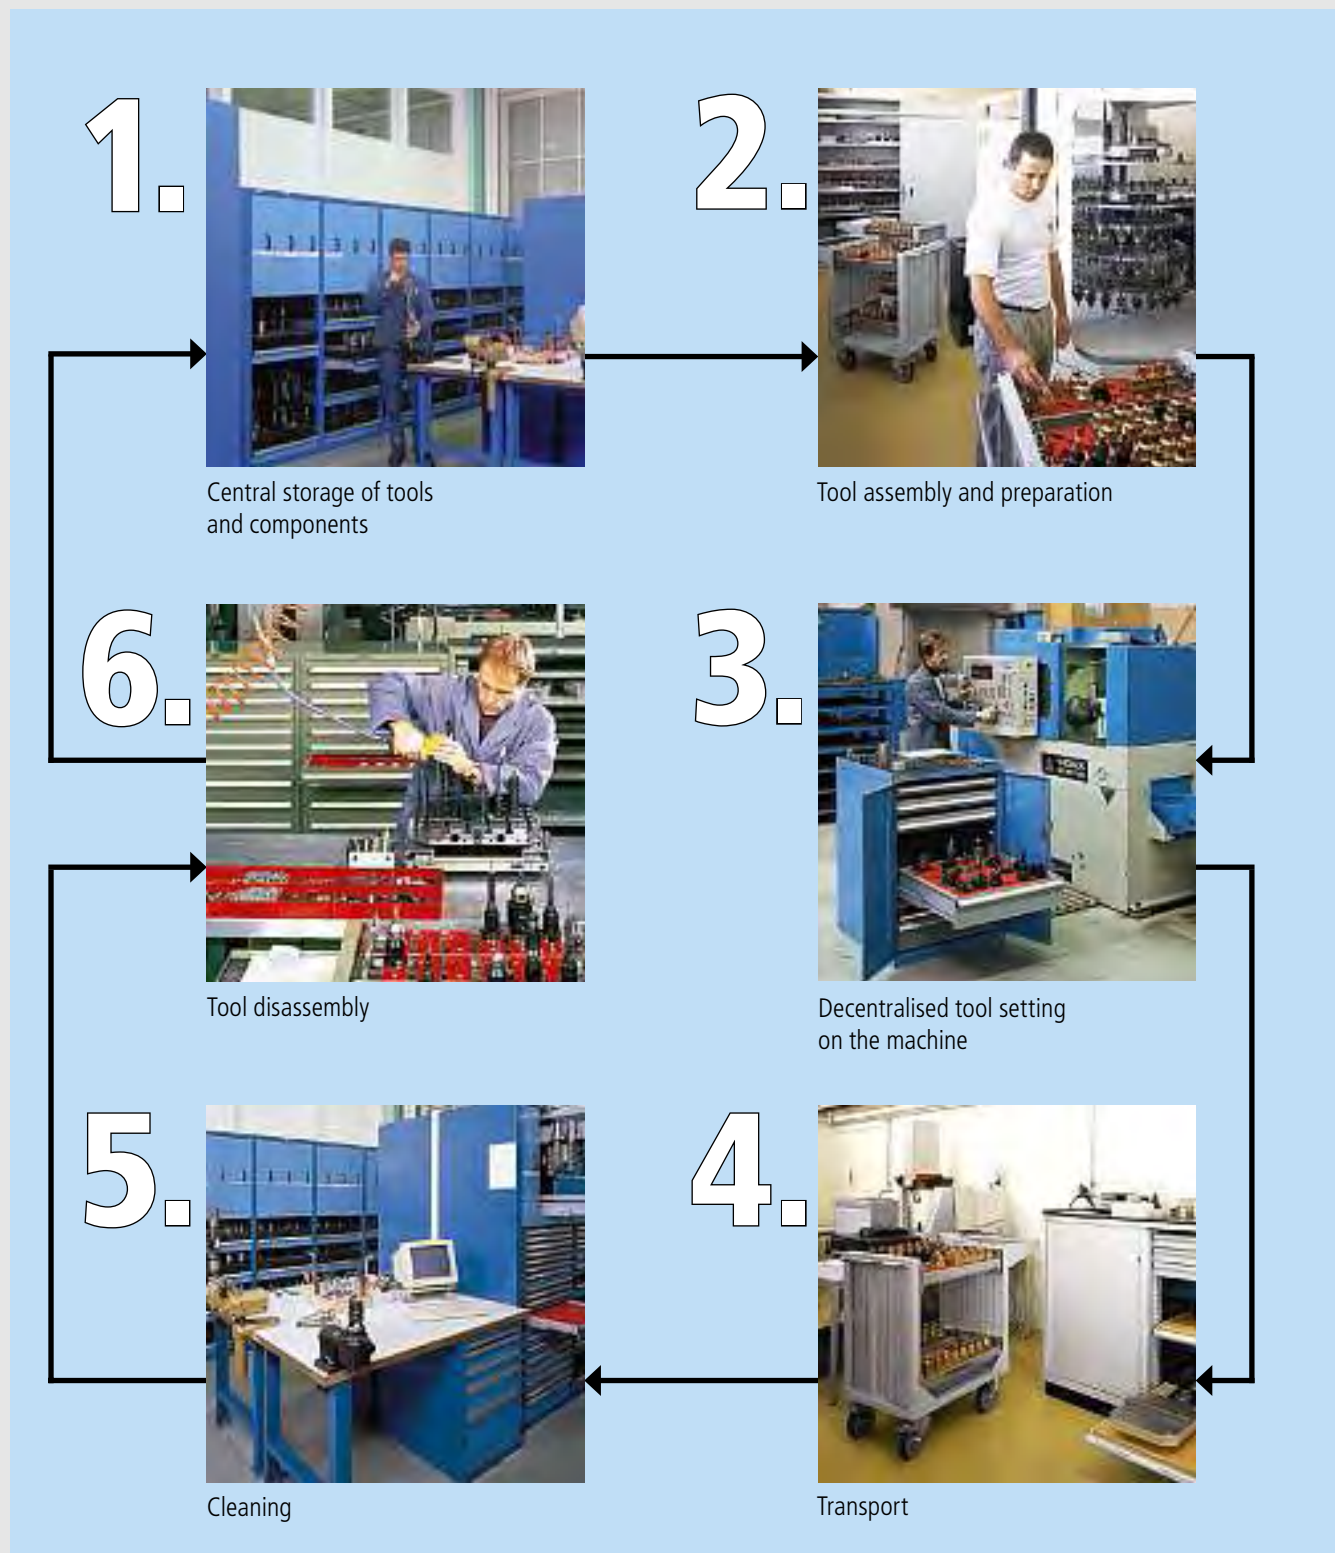 1.
Central storage of tools
and components
2.
Tool assembly and preparation
3.
Decentralised tool setting
on the machine
4.
Transport
5.
Cleaning
6.
Tool disassembly